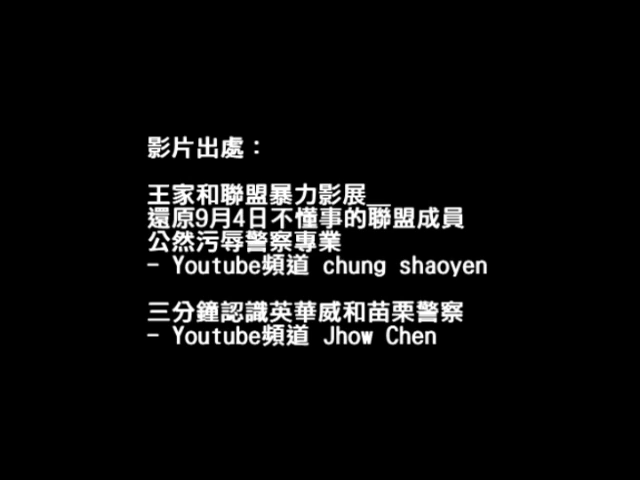 影片出處：
王家和聯盟暴力影展__
還原9月4日不懂事的聯盟成員
公然污辱警察專業
- Youtube頻道 chung shaoyen
三分鐘認識英華威和苗栗警察
- Youtube頻道 Jhow Chen